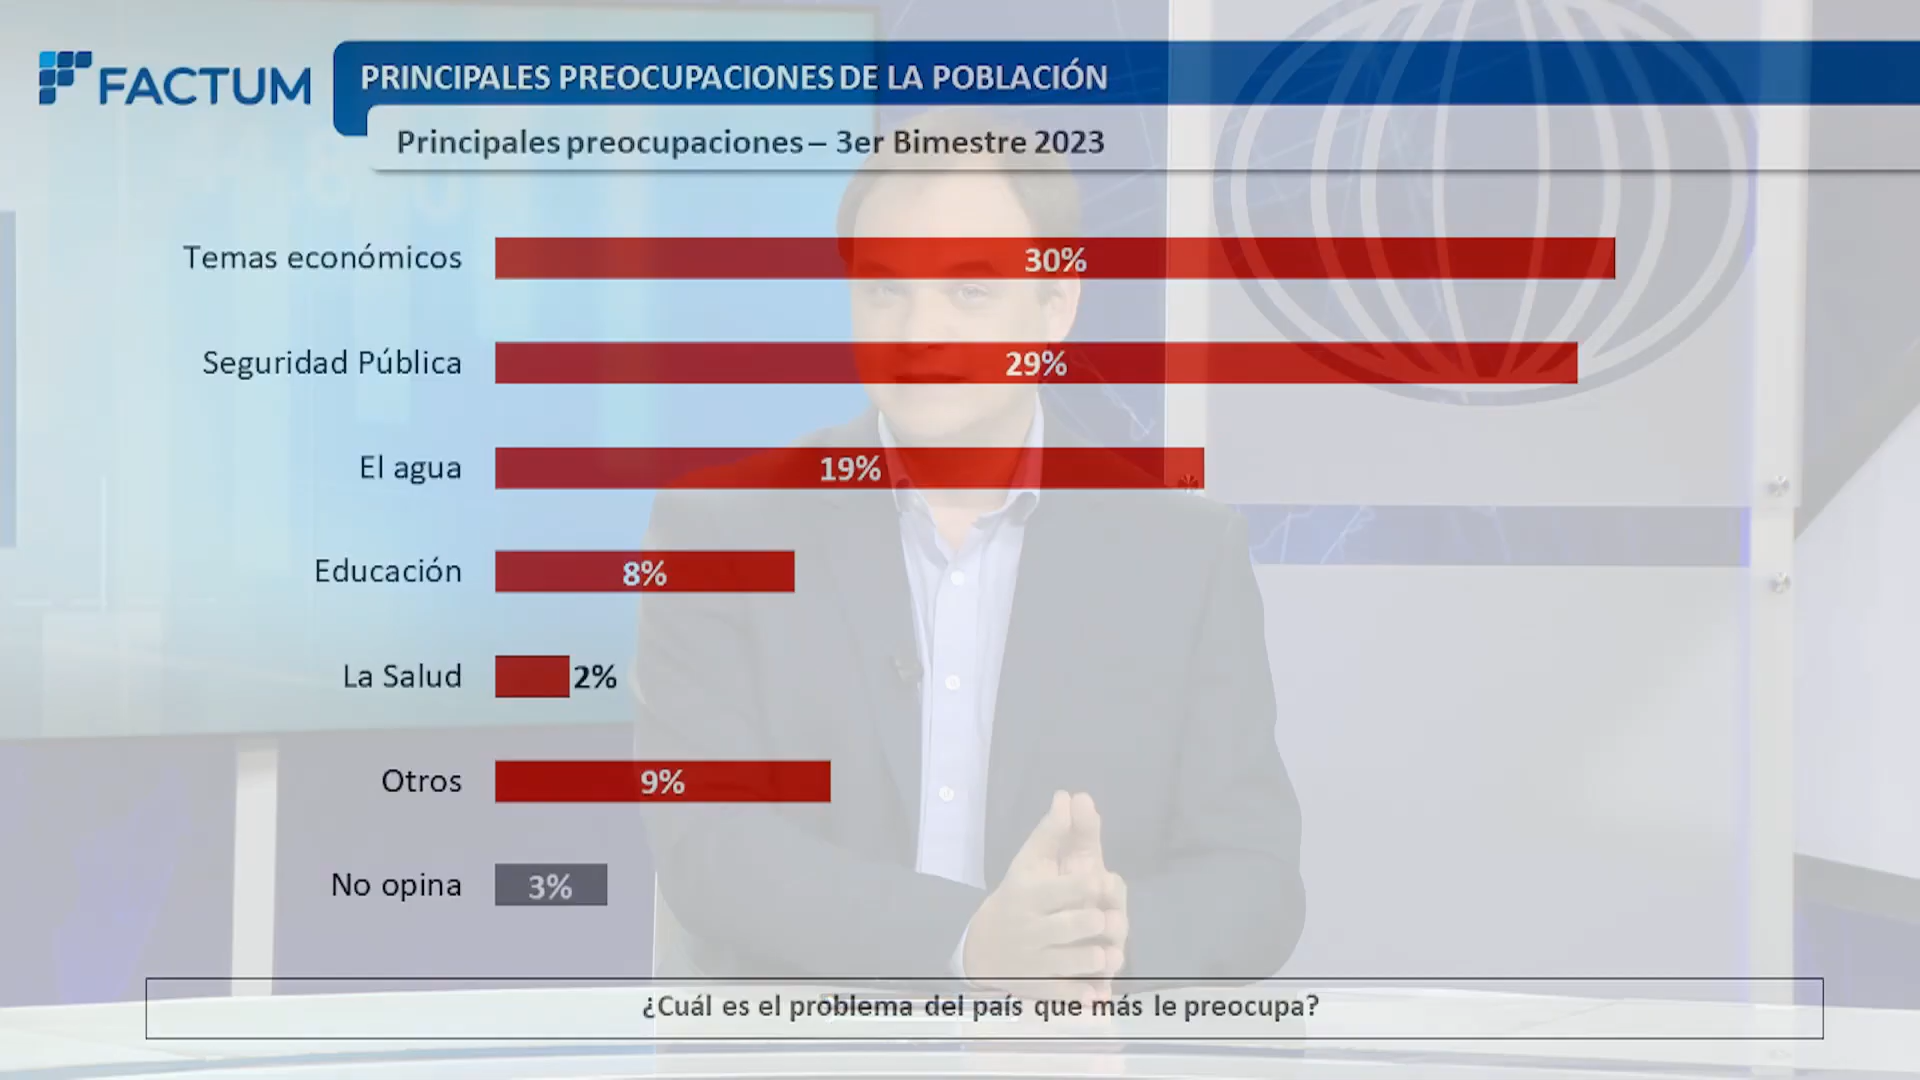 FACTUM
PRINCIPALES PREOCUPACIONES DE LA POBLACIÓN
Principales preocupaciones – 3er Bimestre 2023
Temas económicos 30%
Seguridad Pública 29%
El agua 19%
Educación 8%
La Salud 2%
Otros 9%
No opina 3%
¿Cuál es el problema del país que más le preocupa?